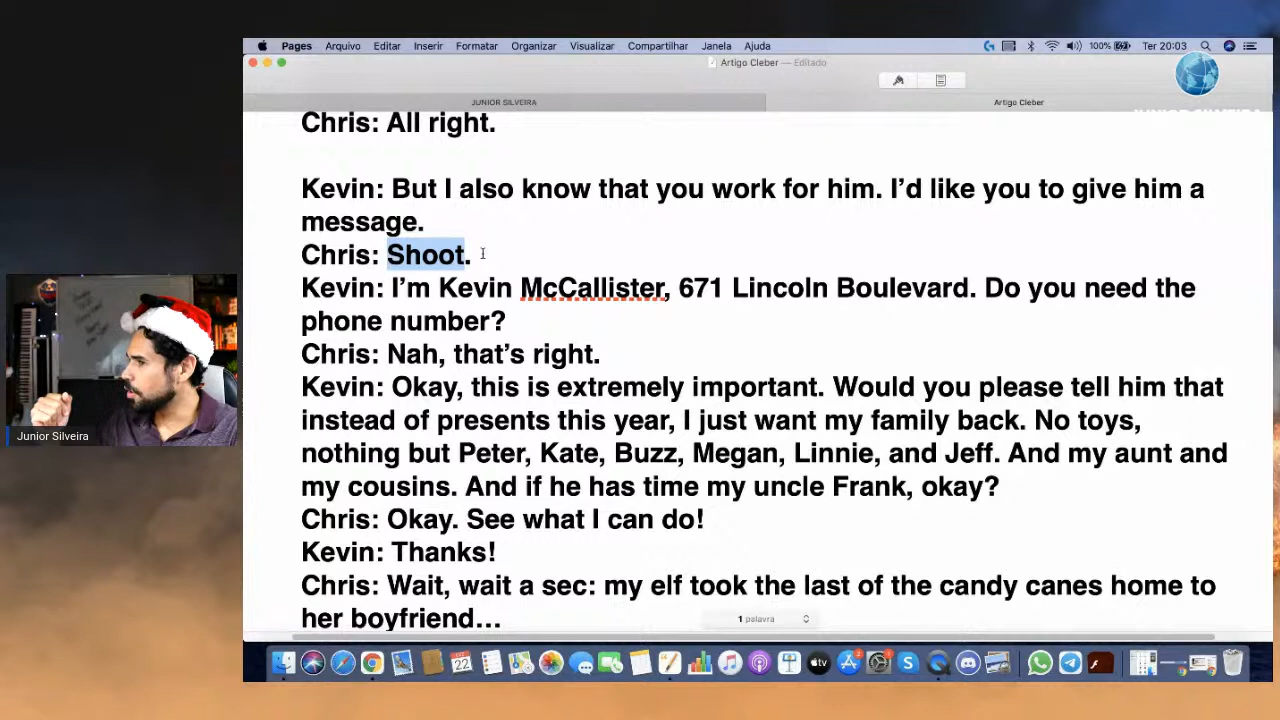 Pages Arquivo Editar Inserir Formatar Organizar Visualizar Compartilhar Janela Ajuda 100% Ter 20:03
Artigo Cleber — Editado
JUNIOR SILVEIRA Artigo Cleber
Chris: All right.
Kevin: But I also know that you work for him. I’d like you to give him a
message.
Chris: Shoot.
Kevin: I’m Kevin McCallister, 671 Lincoln Boulevard. Do you need the
phone number?
Chris: Nah, that’s right.
Kevin: Okay, this is extremely important. Would you please tell him that
instead of presents this year, I just want my family back. No toys,
nothing but Peter, Kate, Buzz, Megan, Linnie, and Jeff. And my aunt and
my cousins. And if he has time my uncle Frank, okay?
Chris: Okay. See what I can do!
Kevin: Thanks!
Chris: Wait, wait a sec: my elf took the last of the candy canes home to
her boyfriend…
1 palavra
Junior Silveira
22
tv